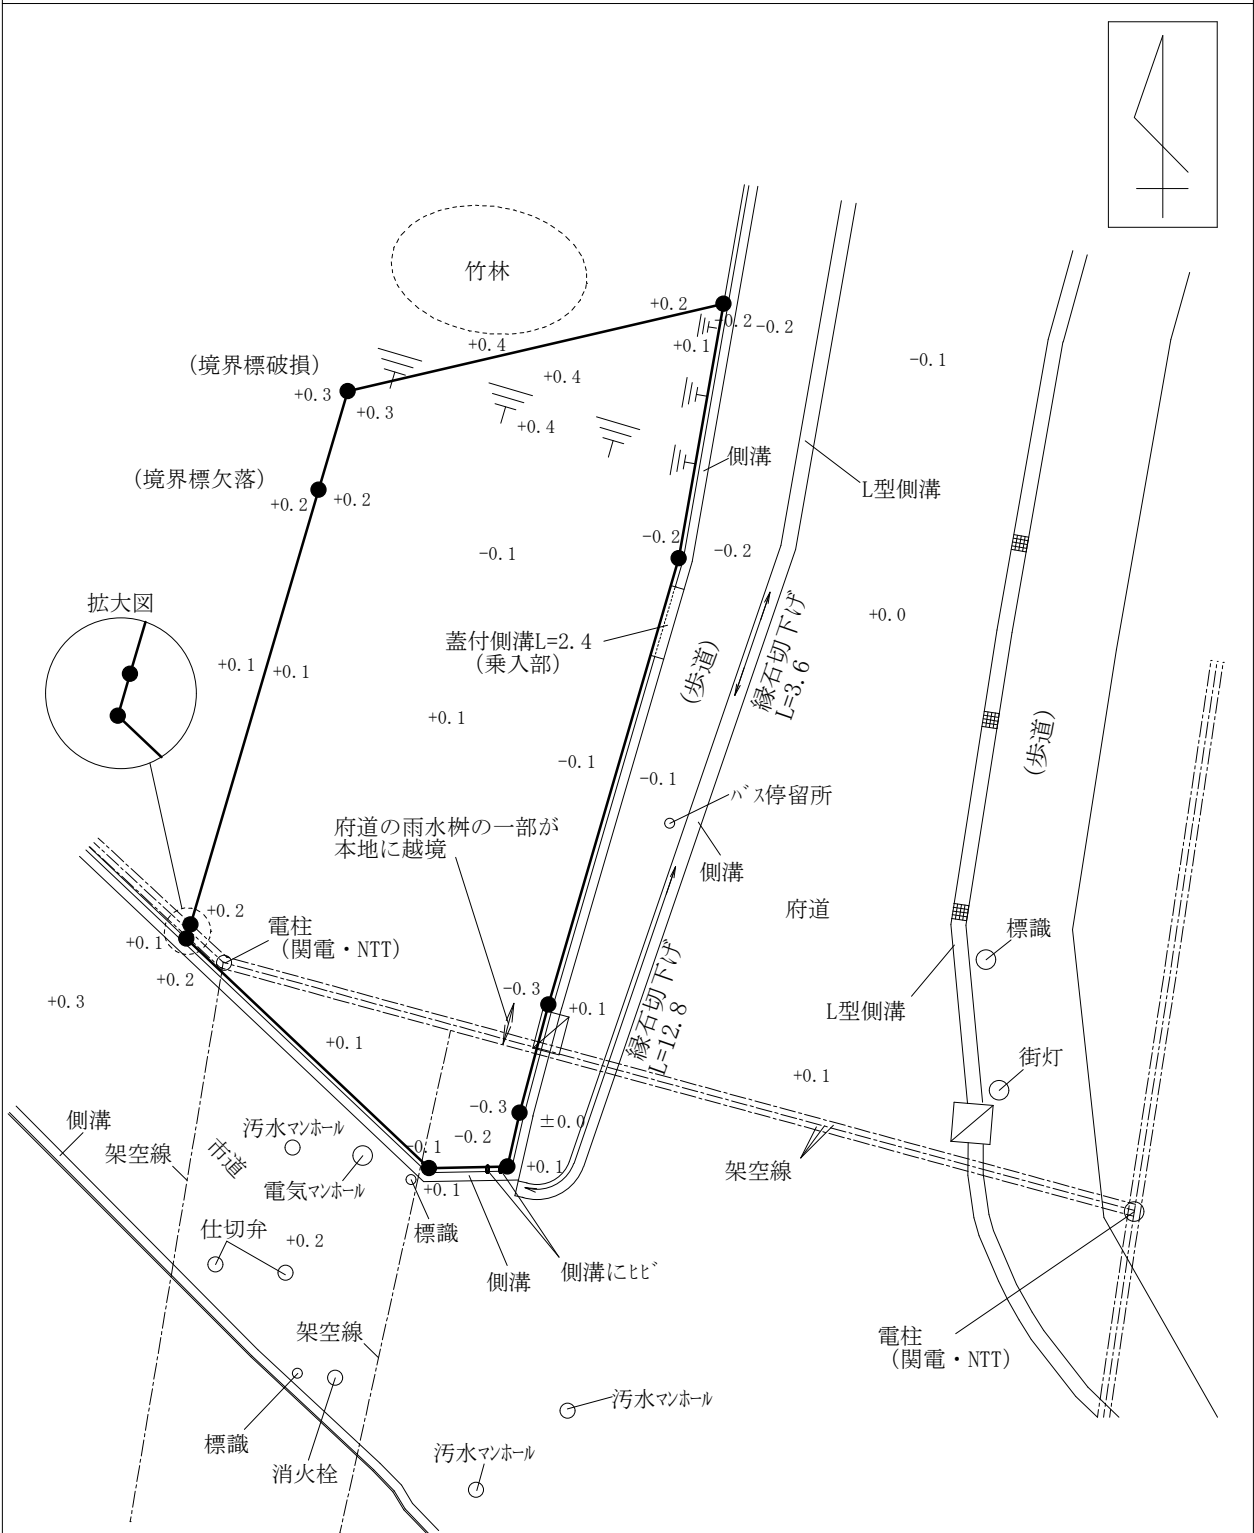 竹林
+0.2
+0.2
-0.2
+0.4
+0.1
-0.1
(境界標破損)
+0.4
+0.3
+0.3
+0.4
側溝
(境界標欠落)
L型側溝
+0.2
+0.2
-0.2
-0.1
-0.2
拡大図
+0.0
蓋付側溝L=2.4
(乗入部)
+0.1
+0.1
(歩道)
縁石切下げ
L=3.6
+0.1
(歩道)
-0.1
-0.1
バス停留所
府道の雨水桝の一部が
本地に越境
側溝
府道
+0.2
電柱
(関電・NTT)
標識
+0.1
+0.2
-0.3
+0.3
+0.1
縁石切下げ
L=12.8
L型側溝
+0.1
街灯
+0.1
-0.3
側溝
汚水マンホール
±0.0
-0.2
-0.1
架空線
市道
+0.1
架空線
電気マンホール
+0.1
仕切弁
標識
+0.2
側溝
側溝にヒビ
架空線
電柱
(関電・NTT)
汚水マンホール
標識
汚水マンホール
消火栓